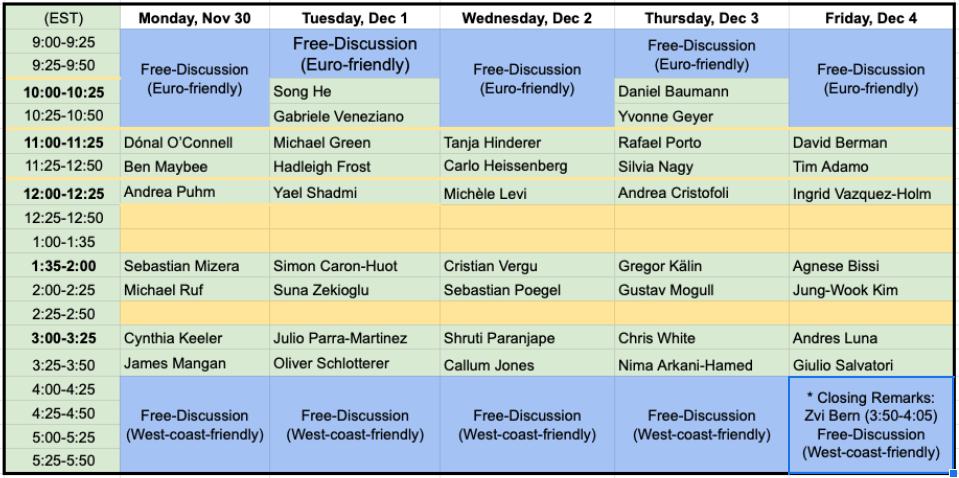 (EST) Monday, Nov 30 Tuesday, Dec 1 Wednesday, Dec 2 Thursday, Dec 3 Friday, Dec 4
9:00-9:25
9:25-9:50
Free-Discussion
(Euro-friendly)
Free-Discussion
(Euro-friendly)
Free-Discussion
(Euro-friendly)
Free-Discussion
(Euro-friendly)
Free-Discussion
(Euro-friendly)
10:00-10:25 Song He Daniel Baumann
10:25-10:50 Gabriele Veneziano Yvonne Geyer
11:00-11:25 Dónal O'Connell Michael Green Tanja Hinderer Rafael Porto David Berman
11:25-12:50 Ben Maybee Hadleigh Frost Carlo Heissenberg Silvia Nagy Tim Adamo
12:00-12:25 Andrea Puhm Yael Shadmi Michèle Levi Andrea Cristofoli Ingrid Vazquez-Holm
12:25-12:50
1:00-1:35
1:35-2:00 Sebastian Mizera Simon Caron-Huot Cristian Vergu Gregor Kälin Agnese Bissi
2:00-2:25 Michael Ruf Suna Zekioglu Sebastian Poegel Gustav Mogull Jung-Wook Kim
2:25-2:50
3:00-3:25 Cynthia Keeler Julio Parra-Martinez Shruti Paranjape Chris White Andres Luna
3:25-3:50 James Mangan Oliver Schlotterer Callum Jones Nima Arkani-Hamed Giulio Salvatori
4:00-4:25
4:25-4:50
5:00-5:25
5:25-5:50
Free-Discussion
(West-coast-friendly)
Free-Discussion
(West-coast-friendly)
Free-Discussion
(West-coast-friendly)
Free-Discussion
(West-coast-friendly)
* Closing Remarks:
Zvi Bern (3:50-4:05)
Free-Discussion
(West-coast-friendly)